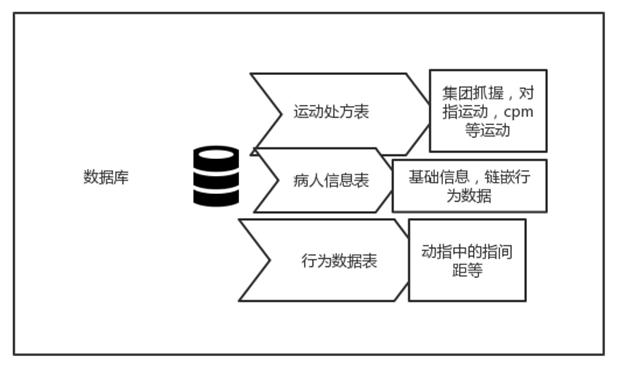 数据库
运动处方表
集团抓握，对
指运动，cpm
等运动
病人信息表
基础信息，链嵌行
为数据
行为数据表
动指中的指间
距等